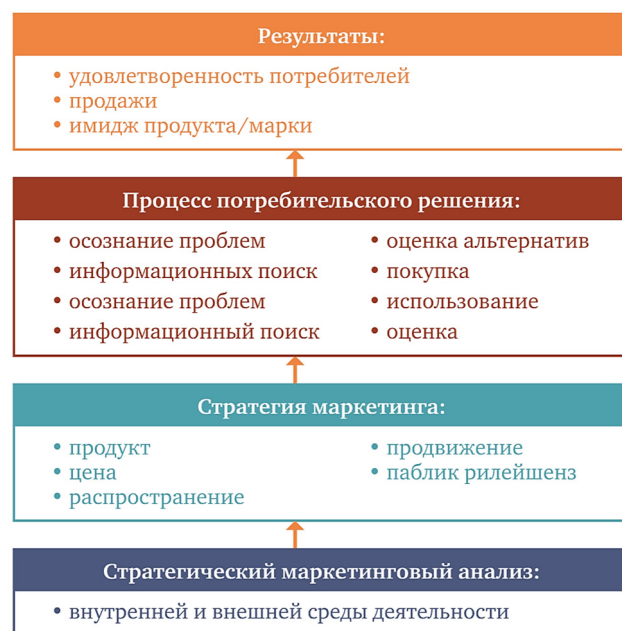 Результаты:
• удовлетворенность потребителей
• продажи
• имидж продукта/марки
Процесс потребительского решения:
• осознание проблем
• информационных поиск
• осознание проблем
• информационный поиск
• оценка альтернатив
• покупка
• использование
• оценка
Стратегия маркетинга:
• продукт
• цена
• распространение
• продвижение
• паблик рилейшенз
Стратегический маркетинговый анализ:
• внутренней и внешней среды деятельности